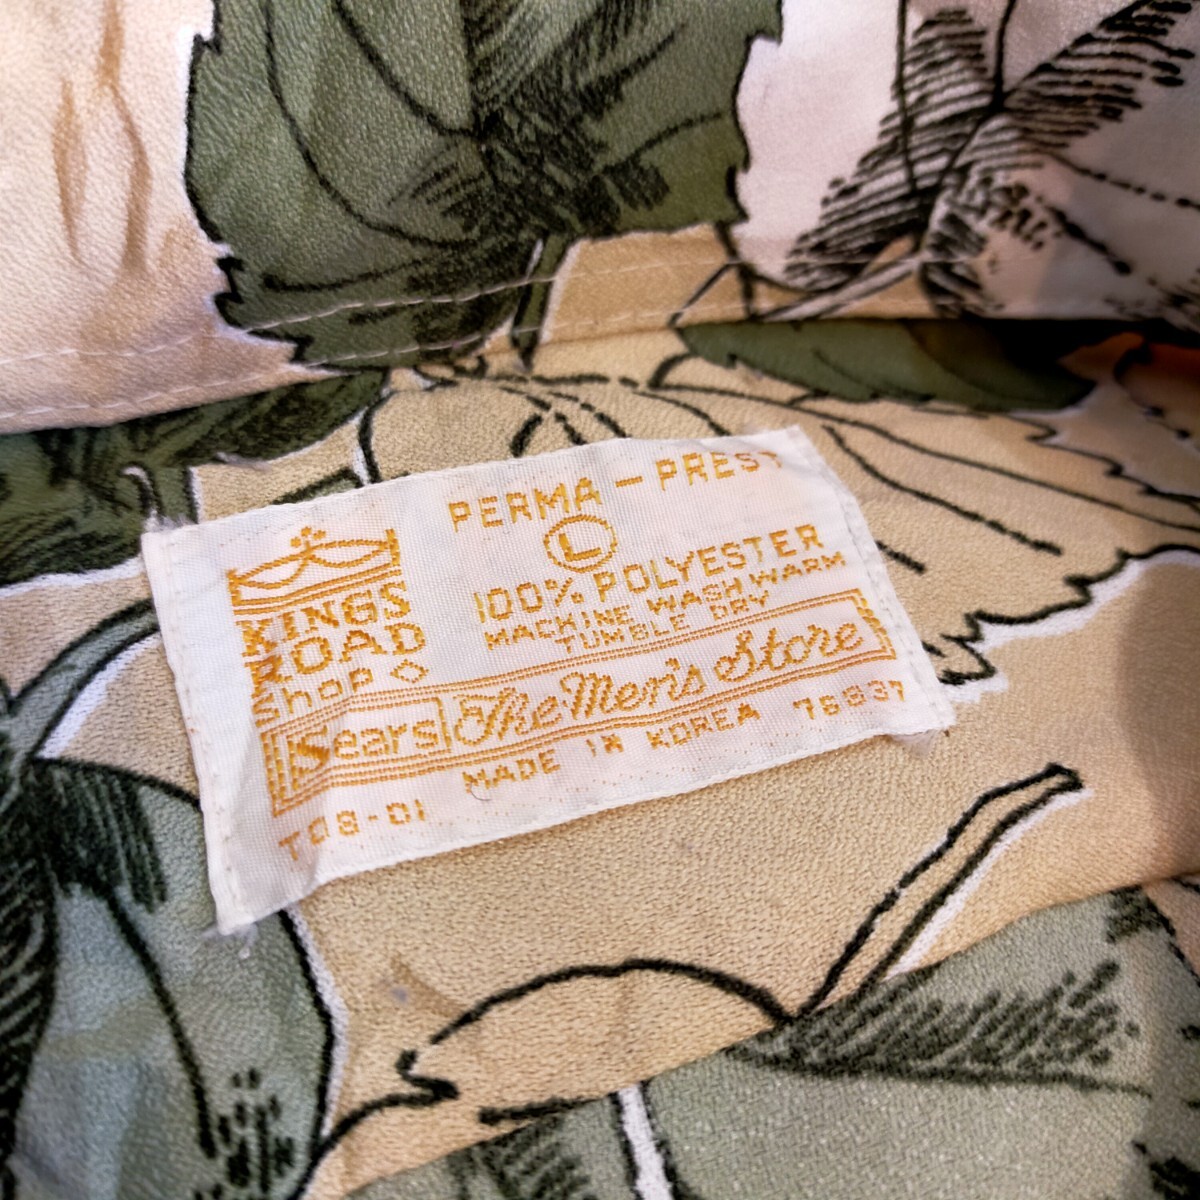 PERMA – PREST
L
100% POLYESTER
MACHINE WASH WARM
TUMBLE DRY
KINGS
ROAD
Shop
Sears The Men's Store
T08-01 MADE IN KOREA